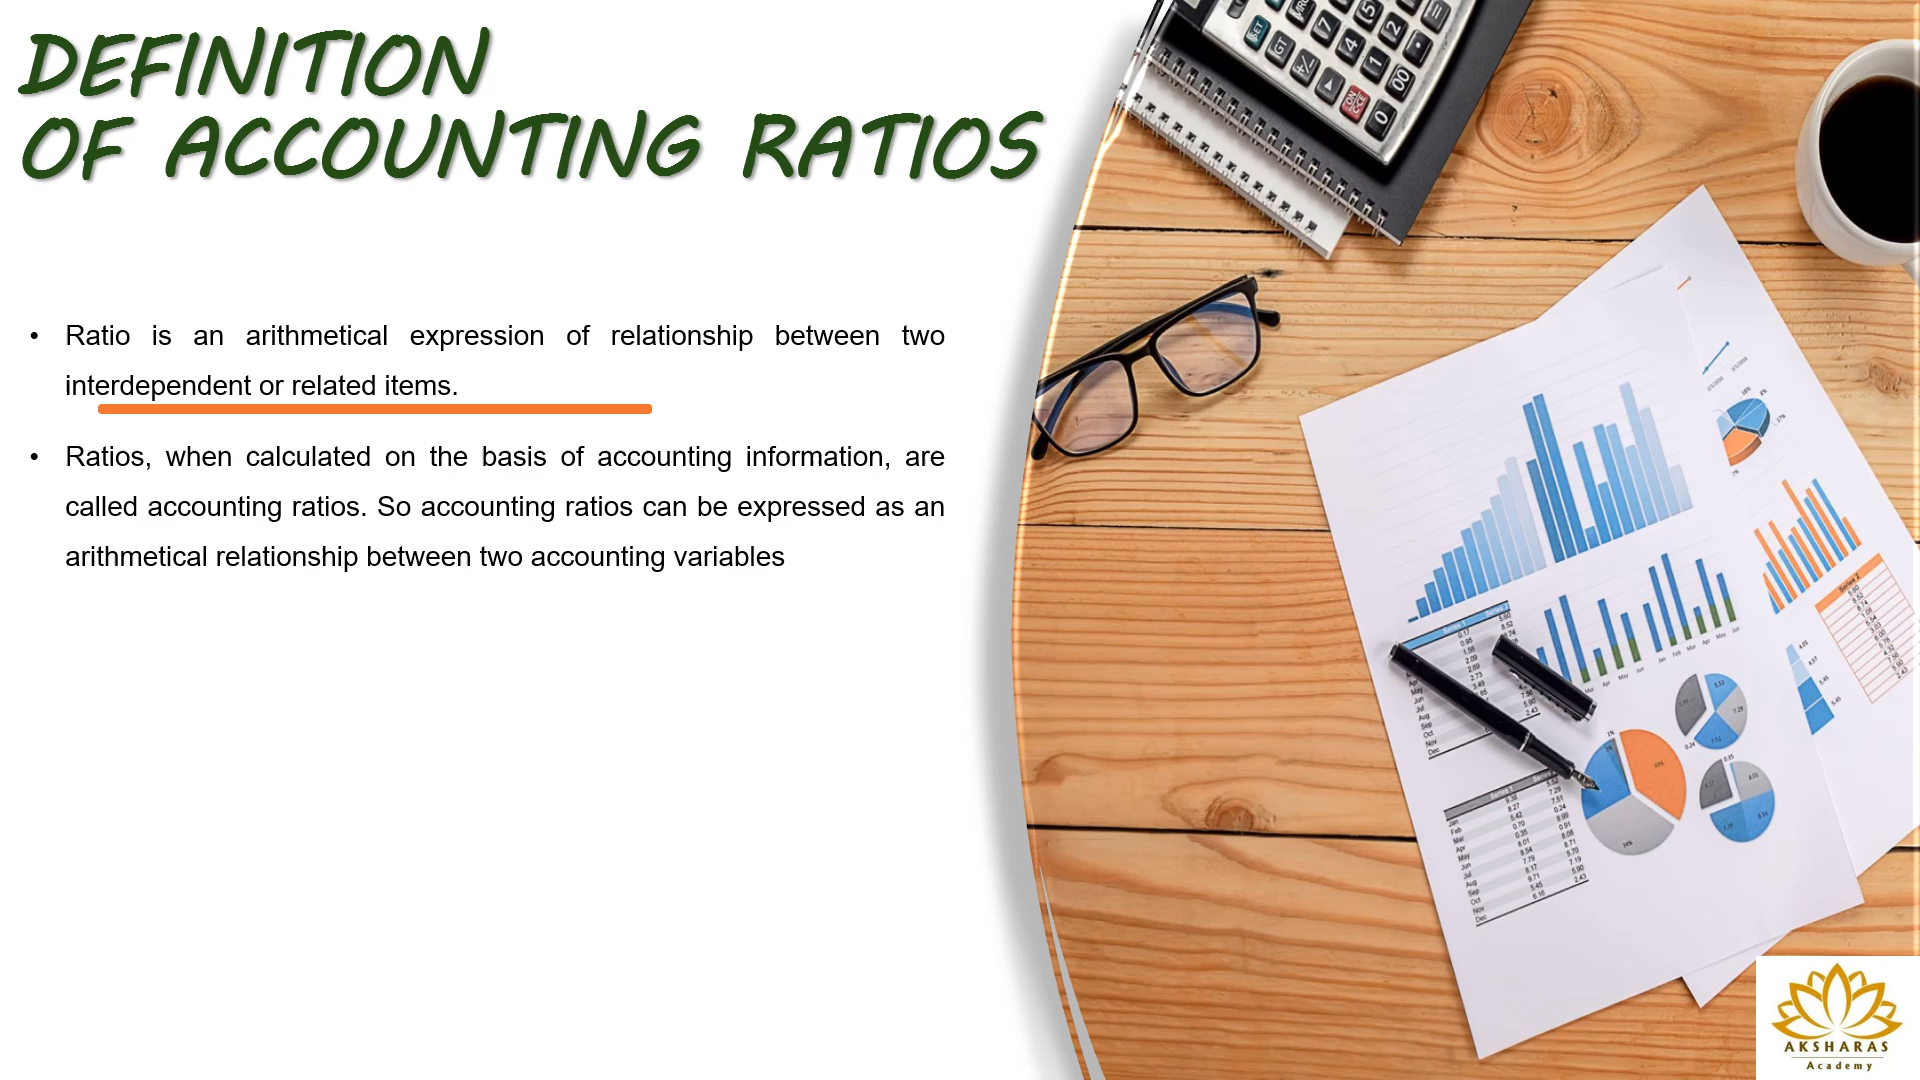 DEFINITION
OF ACCOUNTING RATIOS
• Ratio is an arithmetical expression of relationship between two
interdependent or related items.
• Ratios, when calculated on the basis of accounting information, are
called accounting ratios. So accounting ratios can be expressed as an
arithmetical relationship between two accounting variables
AKSHARAS
Academy